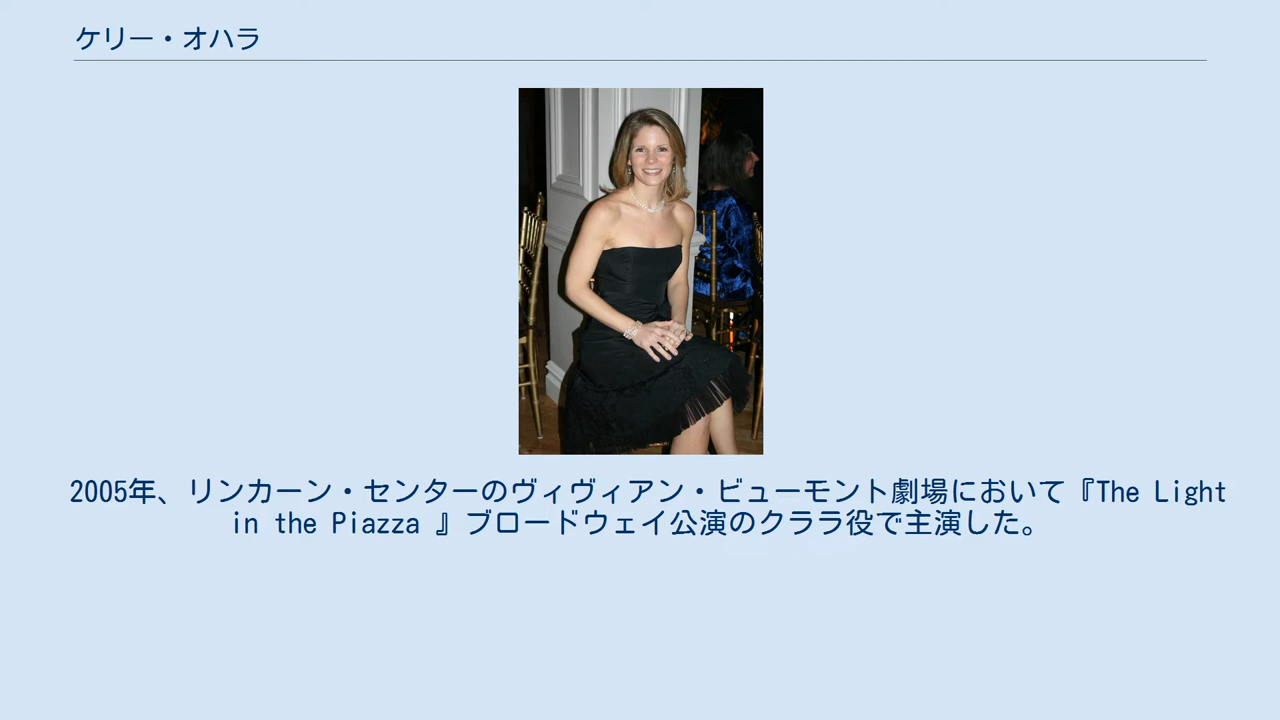 ケリー・オハラ
2005年、リンカーン・センターのヴィヴィアン・ビューモント劇場において『The Light
in the Piazza 』ブロードウェイ公演のクララ役で主演した。